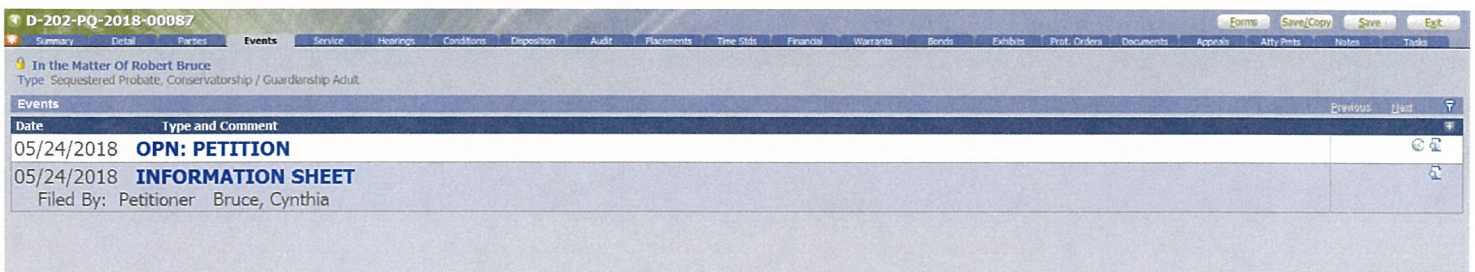 D-202-PQ-2018-00087
Forms Save/Copy Save Exit
Summary Detail Parties Events Service Hearings Conditions Disposition Audit Placements Time Stds Financial Warrants Bonds Exhibits Prot. Orders Documents Appeals Atty Pmts Notes Tasks
In the Matter Of Robert Bruce
Type Sequestered Probate, Conservatorship / Guardianship Adult
Events Previous Next
Date Type and Comment
05/24/2018 OPN: PETITION
05/24/2018 INFORMATION SHEET
Filed By: Petitioner Bruce, Cynthia